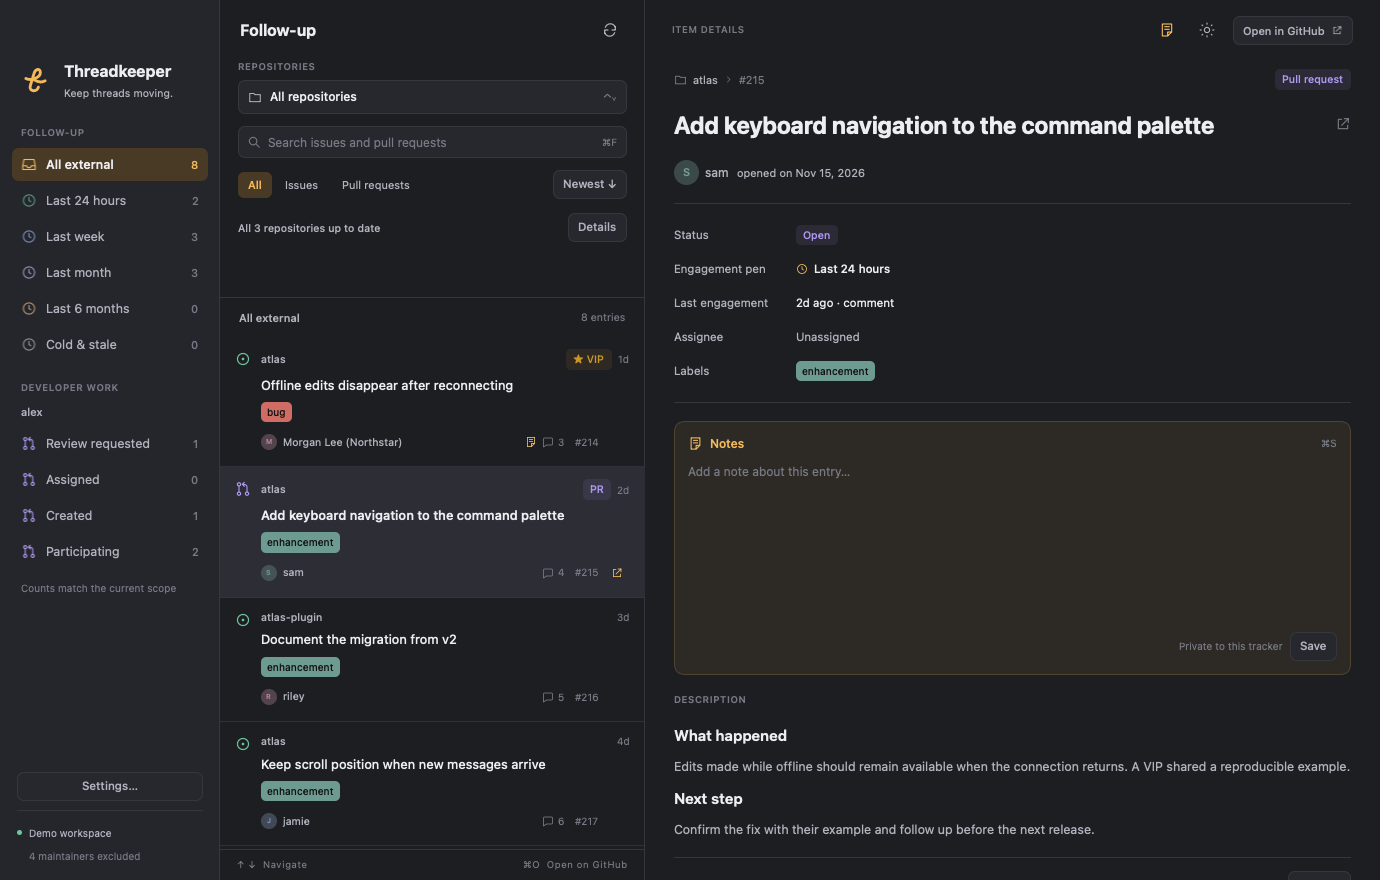 Threadkeeper
Keep threads moving.
FOLLOW-UP
All external 8
Last 24 hours 2
Last week 3
Last month 3
Last 6 months 0
Cold & stale 0
DEVELOPER WORK
alex
Review requested 1
Assigned 0
Created 1
Participating 2
Counts match the current scope
Settings...
Demo workspace
4 maintainers excluded
Follow-up
REPOSITORIES
All repositories
Search issues and pull requests ⌘F
All Issues Pull requests Newest ↓
All 3 repositories up to date Details
All external 8 entries
atlas ★ VIP 1d
Offline edits disappear after reconnecting
bug
M Morgan Lee (Northstar) 3 #214
atlas PR 2d
Add keyboard navigation to the command palette
enhancement
S sam 4 #215
atlas-plugin 3d
Document the migration from v2
enhancement
R riley 5 #216
atlas 4d
Keep scroll position when new messages arrive
enhancement
J jamie 6 #217
↑ ↓ Navigate ⌘O Open on GitHub
ITEM DETAILS Open in GitHub
atlas > #215 Pull request
Add keyboard navigation to the command palette
S sam opened on Nov 15, 2026
Status Open
Engagement pen Last 24 hours
Last engagement 2d ago · comment
Assignee Unassigned
Labels enhancement
Notes ⌘S
Add a note about this entry...
Private to this tracker Save
DESCRIPTION
What happened
Edits made while offline should remain available when the connection returns. A VIP shared a reproducible example.
Next step
Confirm the fix with their example and follow up before the next release.